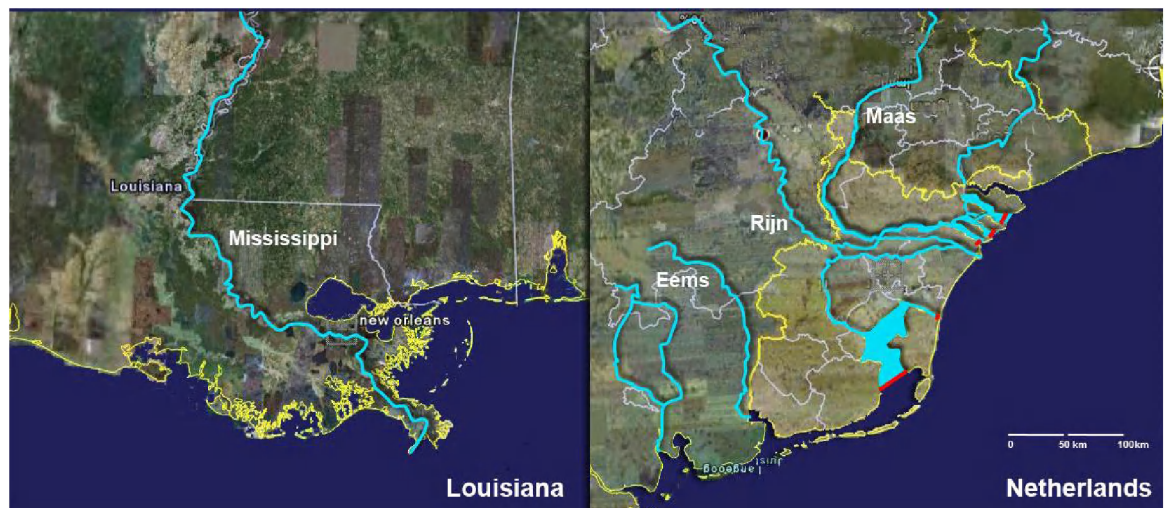 Louisiana
Mississippi
new orleans
Louisiana
Maas
Rijn
Eems
0 50 km 100km
Netherlands